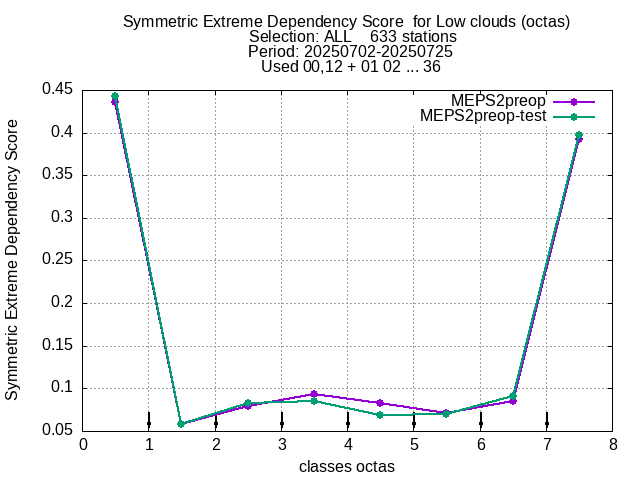 Symmetric Extreme Dependency Score  for Low clouds (octas)
Selection: ALL    633 stations
Period: 20250702-20250725
Used 00,12 + 01 02 ... 36
MEPS2preop
MEPS2preop-test
Symmetric Extreme Dependency Score
0.45
0.4
0.35
0.3
0.25
0.2
0.15
0.1
0.05
0 1 2 3 4 5 6 7 8
classes octas